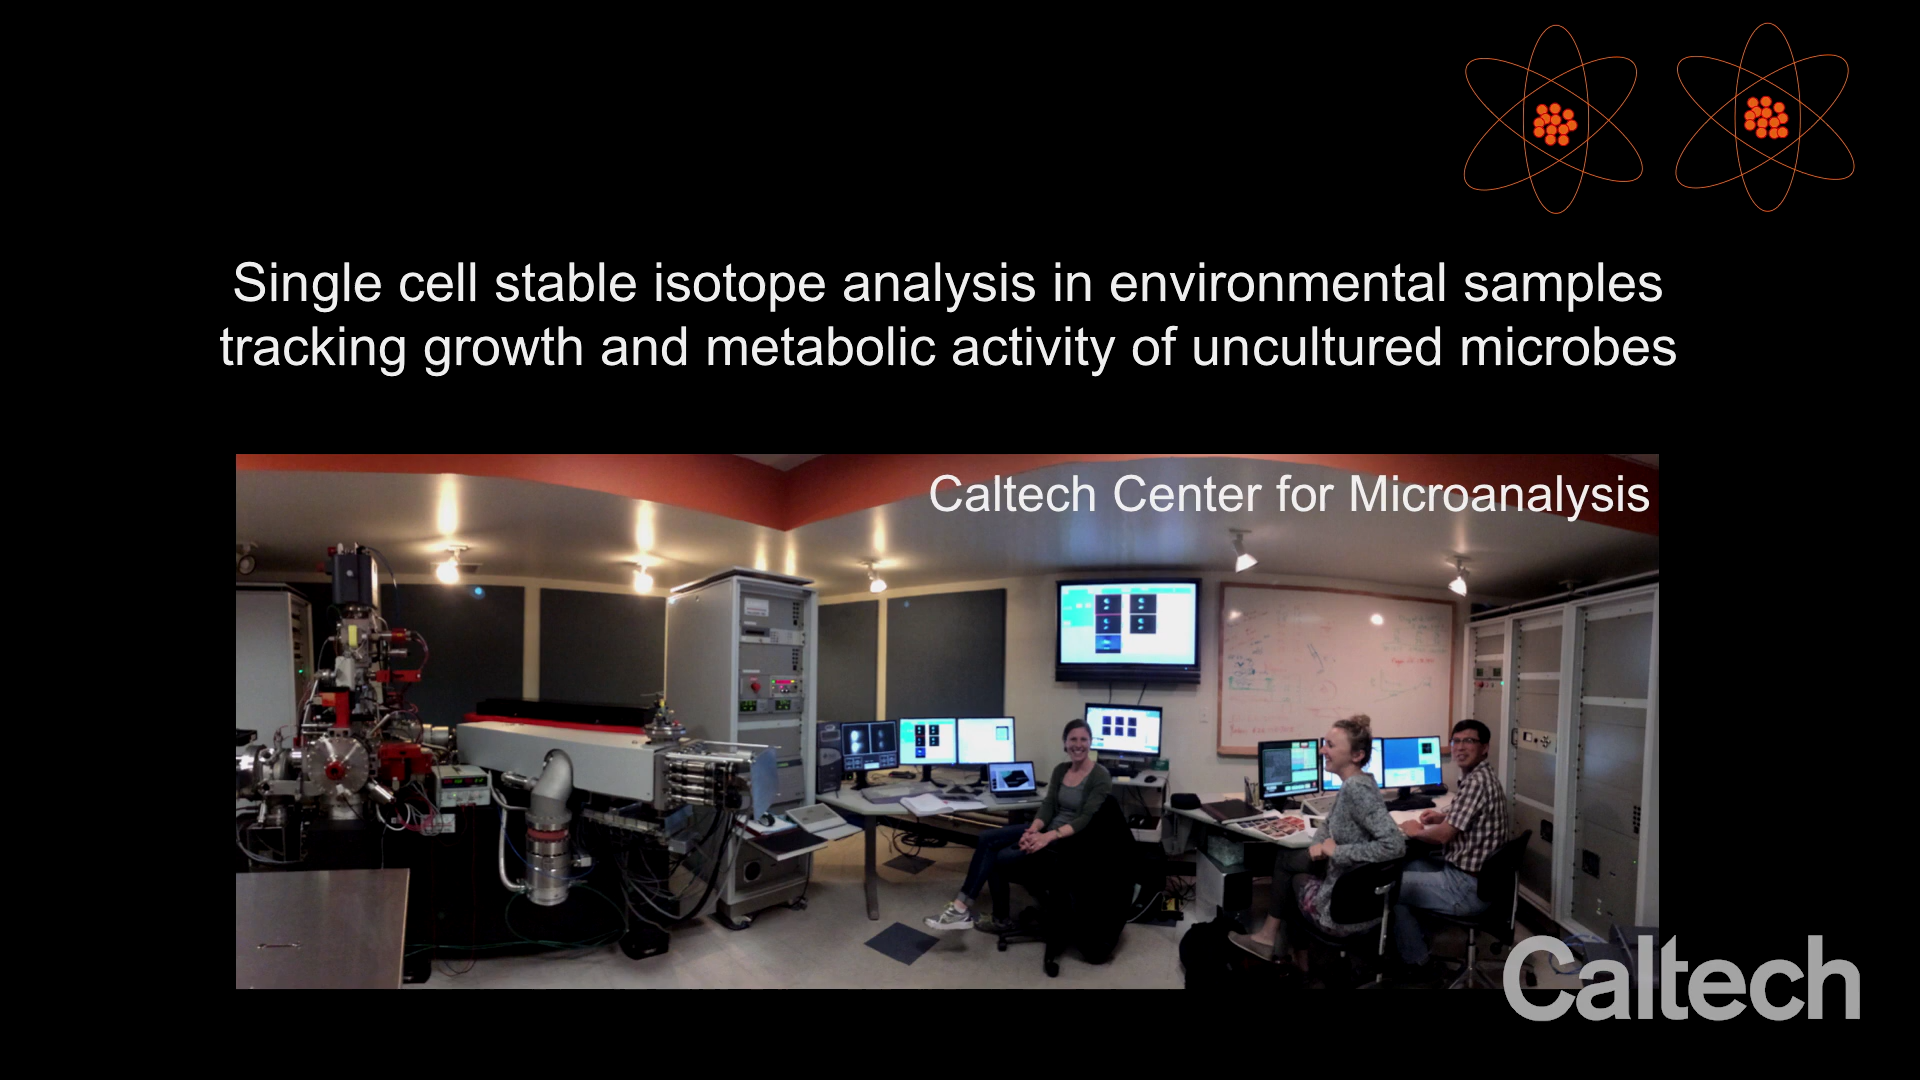 Single cell stable isotope analysis in environmental samples
tracking growth and metabolic activity of uncultured microbes
Caltech Center for Microanalysis
Caltech